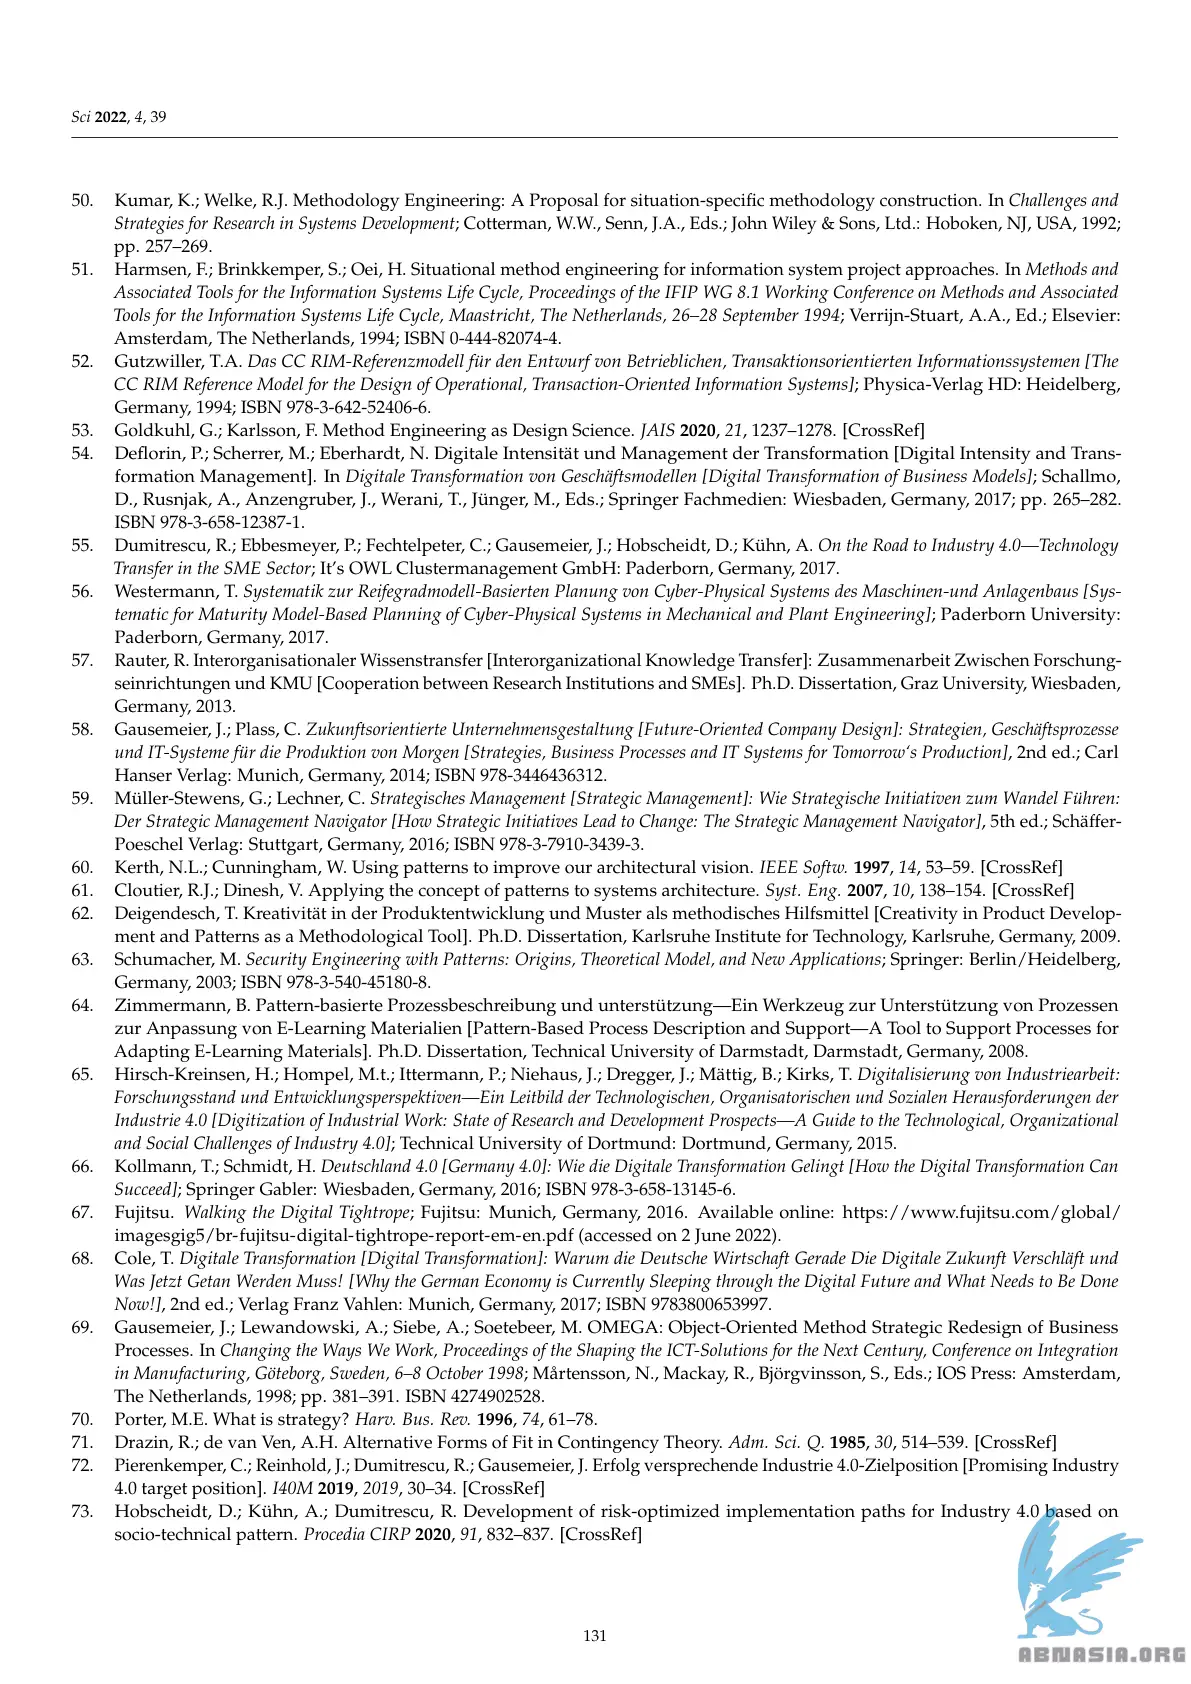 Sci 2022, 4, 39
50. Kumar, K.; Welke, R.J. Methodology Engineering: A Proposal for situation-specific methodology construction. In Challenges and
Strategies for Research in Systems Development; Cotterman, W.W., Senn, J.A., Eds.; John Wiley & Sons, Ltd.: Hoboken, NJ, USA, 1992;
pp. 257–269.
51. Harmsen, F.; Brinkkemper, S.; Oei, H. Situational method engineering for information system project approaches. In Methods and
Associated Tools for the Information Systems Life Cycle, Proceedings of the IFIP WG 8.1 Working Conference on Methods and Associated
Tools for the Information Systems Life Cycle, Maastricht, The Netherlands, 26–28 September 1994; Verrijn-Stuart, A.A., Ed.; Elsevier:
Amsterdam, The Netherlands, 1994; ISBN 0-444-82074-4.
52. Gutzwiller, T.A. Das CC RIM-Referenzmodell für den Entwurf von Betrieblichen, Transaktionsorientierten Informationssystemen [The
CC RIM Reference Model for the Design of Operational, Transaction-Oriented Information Systems]; Physica-Verlag HD: Heidelberg,
Germany, 1994; ISBN 978-3-642-52406-6.
53. Goldkuhl, G.; Karlsson, F. Method Engineering as Design Science. JAIS 2020, 21, 1237–1278. [CrossRef]
54. Deflorin, P.; Scherrer, M.; Eberhardt, N. Digitale Intensität und Management der Transformation [Digital Intensity and Trans-
formation Management]. In Digitale Transformation von Geschäftsmodellen [Digital Transformation of Business Models]; Schallmo,
D., Rusnjak, A., Anzengruber, J., Werani, T., Jünger, M., Eds.; Springer Fachmedien: Wiesbaden, Germany, 2017; pp. 265–282.
ISBN 978-3-658-12387-1.
55. Dumitrescu, R.; Ebbesmeyer, P.; Fechtelpeter, C.; Gausemeier, J.; Hobscheidt, D.; Kühn, A. On the Road to Industry 4.0—Technology
Transfer in the SME Sector; It's OWL Clustermanagement GmbH: Paderborn, Germany, 2017.
56. Westermann, T. Systematik zur Reifegradmodell-Basierten Planung von Cyber-Physical Systems des Maschinen-und Anlagenbaus [Sys-
tematic for Maturity Model-Based Planning of Cyber-Physical Systems in Mechanical and Plant Engineering]; Paderborn University:
Paderborn, Germany, 2017.
57. Rauter, R. Interorganisationaler Wissenstransfer [Interorganizational Knowledge Transfer]: Zusammenarbeit Zwischen Forschung-
seinrichtungen und KMU [Cooperation between Research Institutions and SMEs]. Ph.D. Dissertation, Graz University, Wiesbaden,
Germany, 2013.
58. Gausemeier, J.; Plass, C. Zukunftsorientierte Unternehmensgestaltung [Future-Oriented Company Design]: Strategien, Geschäftsprozesse
und IT-Systeme für die Produktion von Morgen [Strategies, Business Processes and IT Systems for Tomorrow's Production], 2nd ed.; Carl
Hanser Verlag: Munich, Germany, 2014; ISBN 978-3446436312.
59. Müller-Stewens, G.; Lechner, C. Strategisches Management [Strategic Management]: Wie Strategische Initiativen zum Wandel Führen:
Der Strategic Management Navigator [How Strategic Initiatives Lead to Change: The Strategic Management Navigator], 5th ed.; Schäffer-
Poeschel Verlag: Stuttgart, Germany, 2016; ISBN 978-3-7910-3439-3.
60. Kerth, N.L.; Cunningham, W. Using patterns to improve our architectural vision. IEEE Softw. 1997, 14, 53–59. [CrossRef]
61. Cloutier, R.J.; Dinesh, V. Applying the concept of patterns to systems architecture. Syst. Eng. 2007, 10, 138–154. [CrossRef]
62. Deigendesch, T. Kreativität in der Produktentwicklung und Muster als methodisches Hilfsmittel [Creativity in Product Develop-
ment and Patterns as a Methodological Tool]. Ph.D. Dissertation, Karlsruhe Institute for Technology, Karlsruhe, Germany, 2009.
63. Schumacher, M. Security Engineering with Patterns: Origins, Theoretical Model, and New Applications; Springer: Berlin/Heidelberg,
Germany, 2003; ISBN 978-3-540-45180-8.
64. Zimmermann, B. Pattern-basierte Prozessbeschreibung und unterstützung—Ein Werkzeug zur Unterstützung von Prozessen
zur Anpassung von E-Learning Materialien [Pattern-Based Process Description and Support—A Tool to Support Processes for
Adapting E-Learning Materials]. Ph.D. Dissertation, Technical University of Darmstadt, Darmstadt, Germany, 2008.
65. Hirsch-Kreinsen, H.; Hompel, M.t.; Ittermann, P.; Niehaus, J.; Dregger, J.; Mättig, B.; Kirks, T. Digitalisierung von Industriearbeit:
Forschungsstand und Entwicklungsperspektiven—Ein Leitbild der Technologischen, Organisatorischen und Sozialen Herausforderungen der
Industrie 4.0 [Digitization of Industrial Work: State of Research and Development Prospects—A Guide to the Technological, Organizational
and Social Challenges of Industry 4.0]; Technical University of Dortmund: Dortmund, Germany, 2015.
66. Kollmann, T.; Schmidt, H. Deutschland 4.0 [Germany 4.0]: Wie die Digitale Transformation Gelingt [How the Digital Transformation Can
Succeed]; Springer Gabler: Wiesbaden, Germany, 2016; ISBN 978-3-658-13145-6.
67. Fujitsu. Walking the Digital Tightrope; Fujitsu: Munich, Germany, 2016. Available online: https://www.fujitsu.com/global/
imagesgig5/br-fujitsu-digital-tightrope-report-em-en.pdf (accessed on 2 June 2022).
68. Cole, T. Digitale Transformation [Digital Transformation]: Warum die Deutsche Wirtschaft Gerade Die Digitale Zukunft Verschläft und
Was Jetzt Getan Werden Muss! [Why the German Economy is Currently Sleeping through the Digital Future and What Needs to Be Done
Now!], 2nd ed.; Verlag Franz Vahlen: Munich, Germany, 2017; ISBN 9783800653997.
69. Gausemeier, J.; Lewandowski, A.; Siebe, A.; Soetebeer, M. OMEGA: Object-Oriented Method Strategic Redesign of Business
Processes. In Changing the Ways We Work, Proceedings of the Shaping the ICT-Solutions for the Next Century, Conference on Integration
in Manufacturing, Göteborg, Sweden, 6–8 October 1998; Mårtensson, N., Mackay, R., Björgvinsson, S., Eds.; IOS Press: Amsterdam,
The Netherlands, 1998; pp. 381–391. ISBN 4274902528.
70. Porter, M.E. What is strategy? Harv. Bus. Rev. 1996, 74, 61–78.
71. Drazin, R.; de van Ven, A.H. Alternative Forms of Fit in Contingency Theory. Adm. Sci. Q. 1985, 30, 514–539. [CrossRef]
72. Pierenkemper, C.; Reinhold, J.; Dumitrescu, R.; Gausemeier, J. Erfolg versprechende Industrie 4.0-Zielposition [Promising Industry
4.0 target position]. I40M 2019, 2019, 30–34. [CrossRef]
73. Hobscheidt, D.; Kühn, A.; Dumitrescu, R. Development of risk-optimized implementation paths for Industry 4.0 based on
socio-technical pattern. Procedia CIRP 2020, 91, 832–837. [CrossRef]
131
ABNASIA.ORG